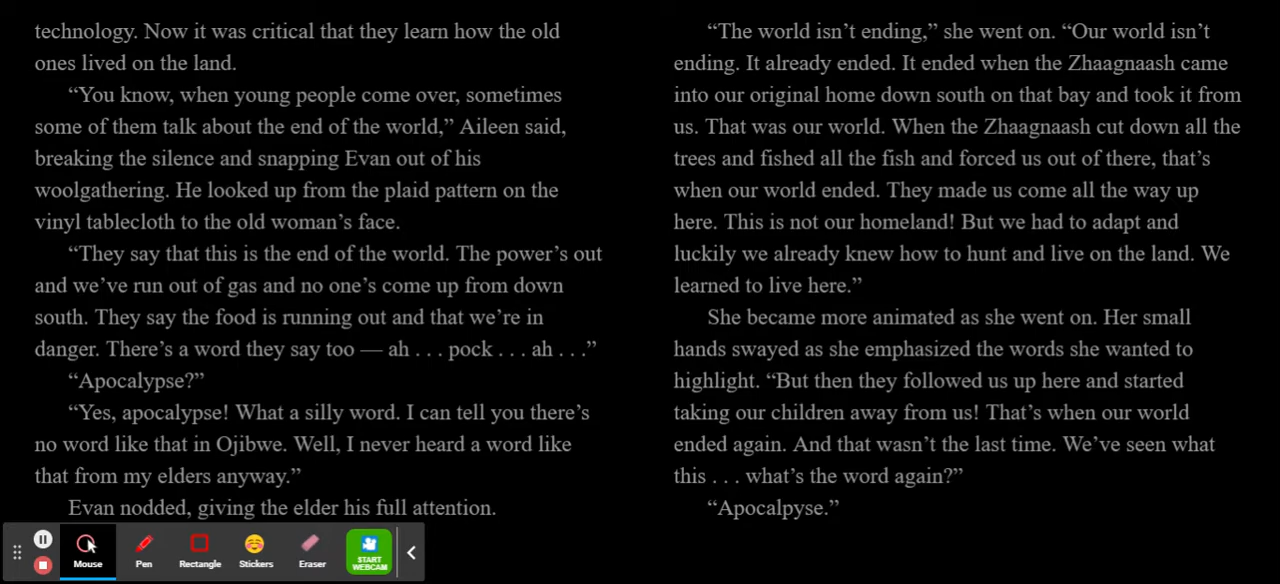 technology. Now it was critical that they learn how the old
ones lived on the land.
“You know, when young people come over, sometimes
some of them talk about the end of the world,” Aileen said,
breaking the silence and snapping Evan out of his
woolgathering. He looked up from the plaid pattern on the
vinyl tablecloth to the old woman’s face.
“They say that this is the end of the world. The power’s out
and we’ve run out of gas and no one’s come up from down
south. They say the food is running out and that we’re in
danger. There’s a word they say too — ah . . . pock . . . ah . . .”
“Apocalypse?”
“Yes, apocalypse! What a silly word. I can tell you there’s
no word like that in Ojibwe. Well, I never heard a word like
that from my elders anyway.”
Evan nodded, giving the elder his full attention.
“The world isn’t ending,” she went on. “Our world isn’t
ending. It already ended. It ended when the Zhaagnaash came
into our original home down south on that bay and took it from
us. That was our world. When the Zhaagnaash cut down all the
trees and fished all the fish and forced us out of there, that’s
when our world ended. They made us come all the way up
here. This is not our homeland! But we had to adapt and
luckily we already knew how to hunt and live on the land. We
learned to live here.”
She became more animated as she went on. Her small
hands swayed as she emphasized the words she wanted to
highlight. “But then they followed us up here and started
taking our children away from us! That’s when our world
ended again. And that wasn’t the last time. We’ve seen what
this . . . what’s the word again?”
“Apocalpyse.”
Mouse
Pen
Rectangle
Stickers
Eraser
START
WEBCAM